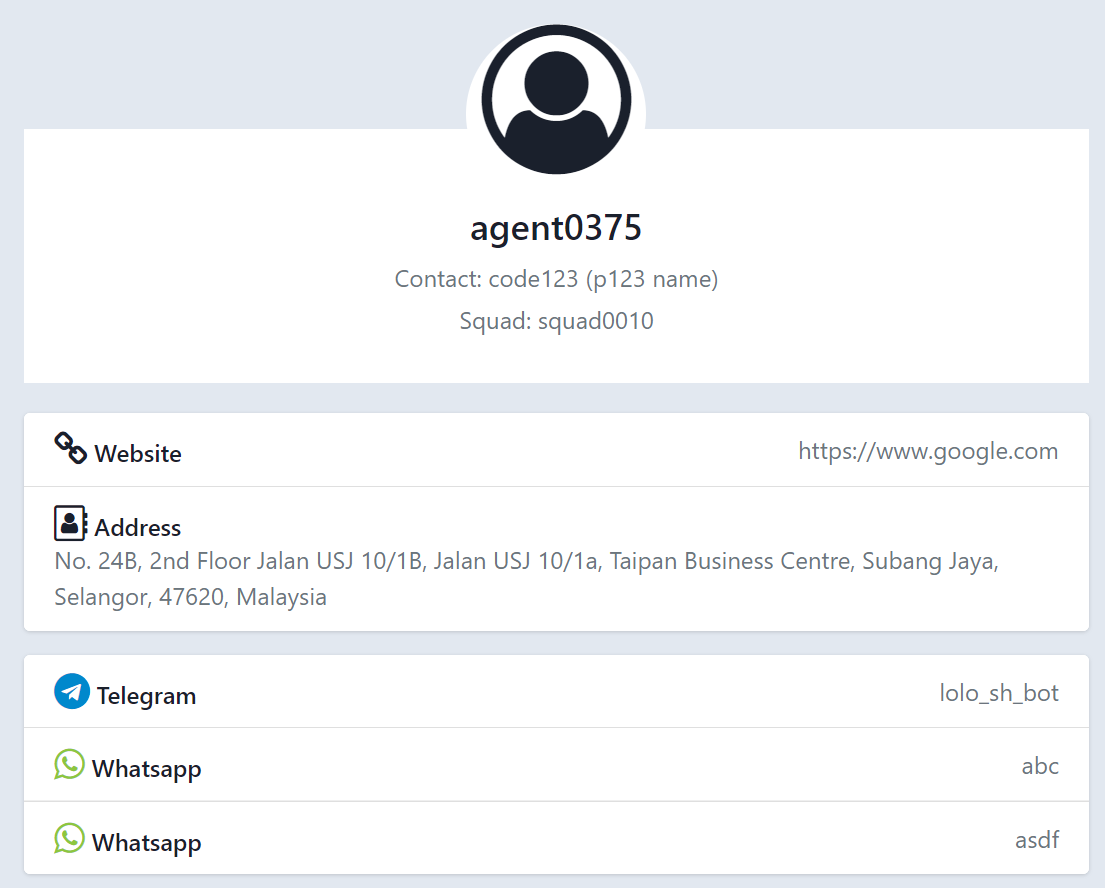 agent0375
Contact: code123 (p123 name)
Squad: squad0010
Website https://www.google.com
Address
No. 24B, 2nd Floor Jalan USJ 10/1B, Jalan USJ 10/1a, Taipan Business Centre, Subang Jaya,
Selangor, 47620, Malaysia
Telegram lolo_sh_bot
Whatsapp abc
Whatsapp asdf